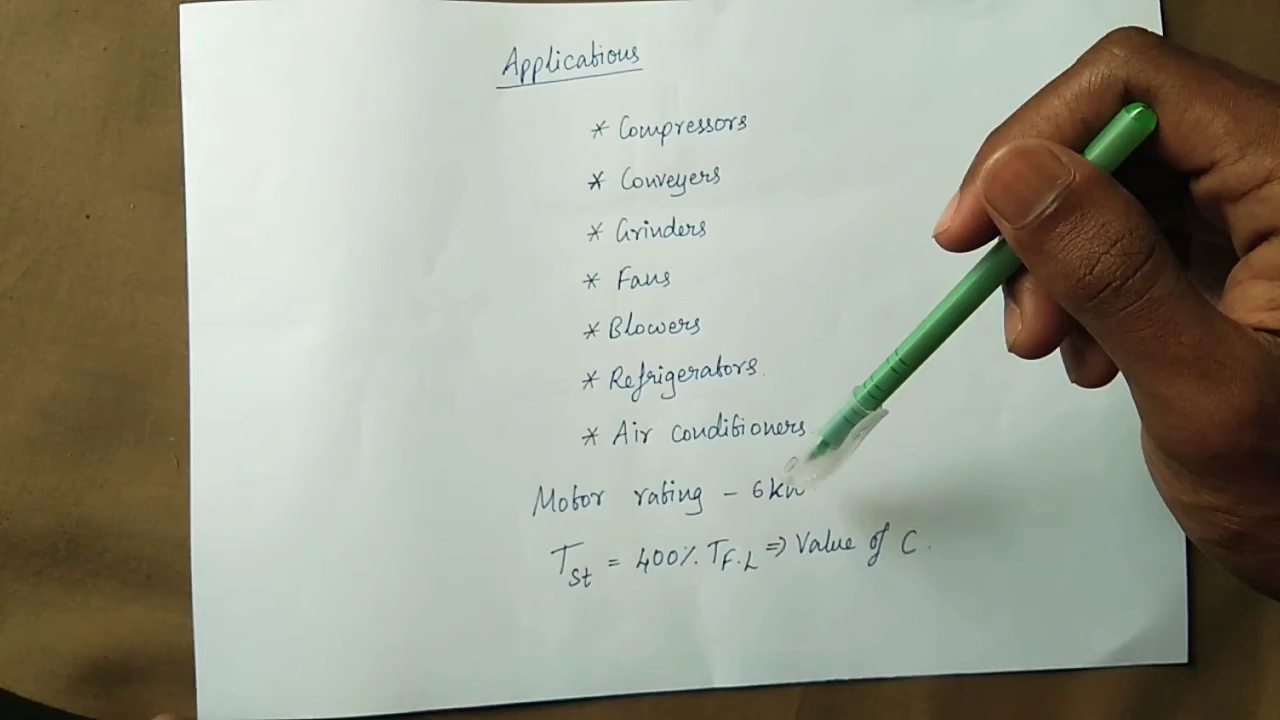 Applications
* Compressors
* Conveyers
* Grinders
* Fans
* Blowers
* Refrigerators.
* Air conditioners
Motor rating - 6kw
Tst = 400% TF.L => Value of C.